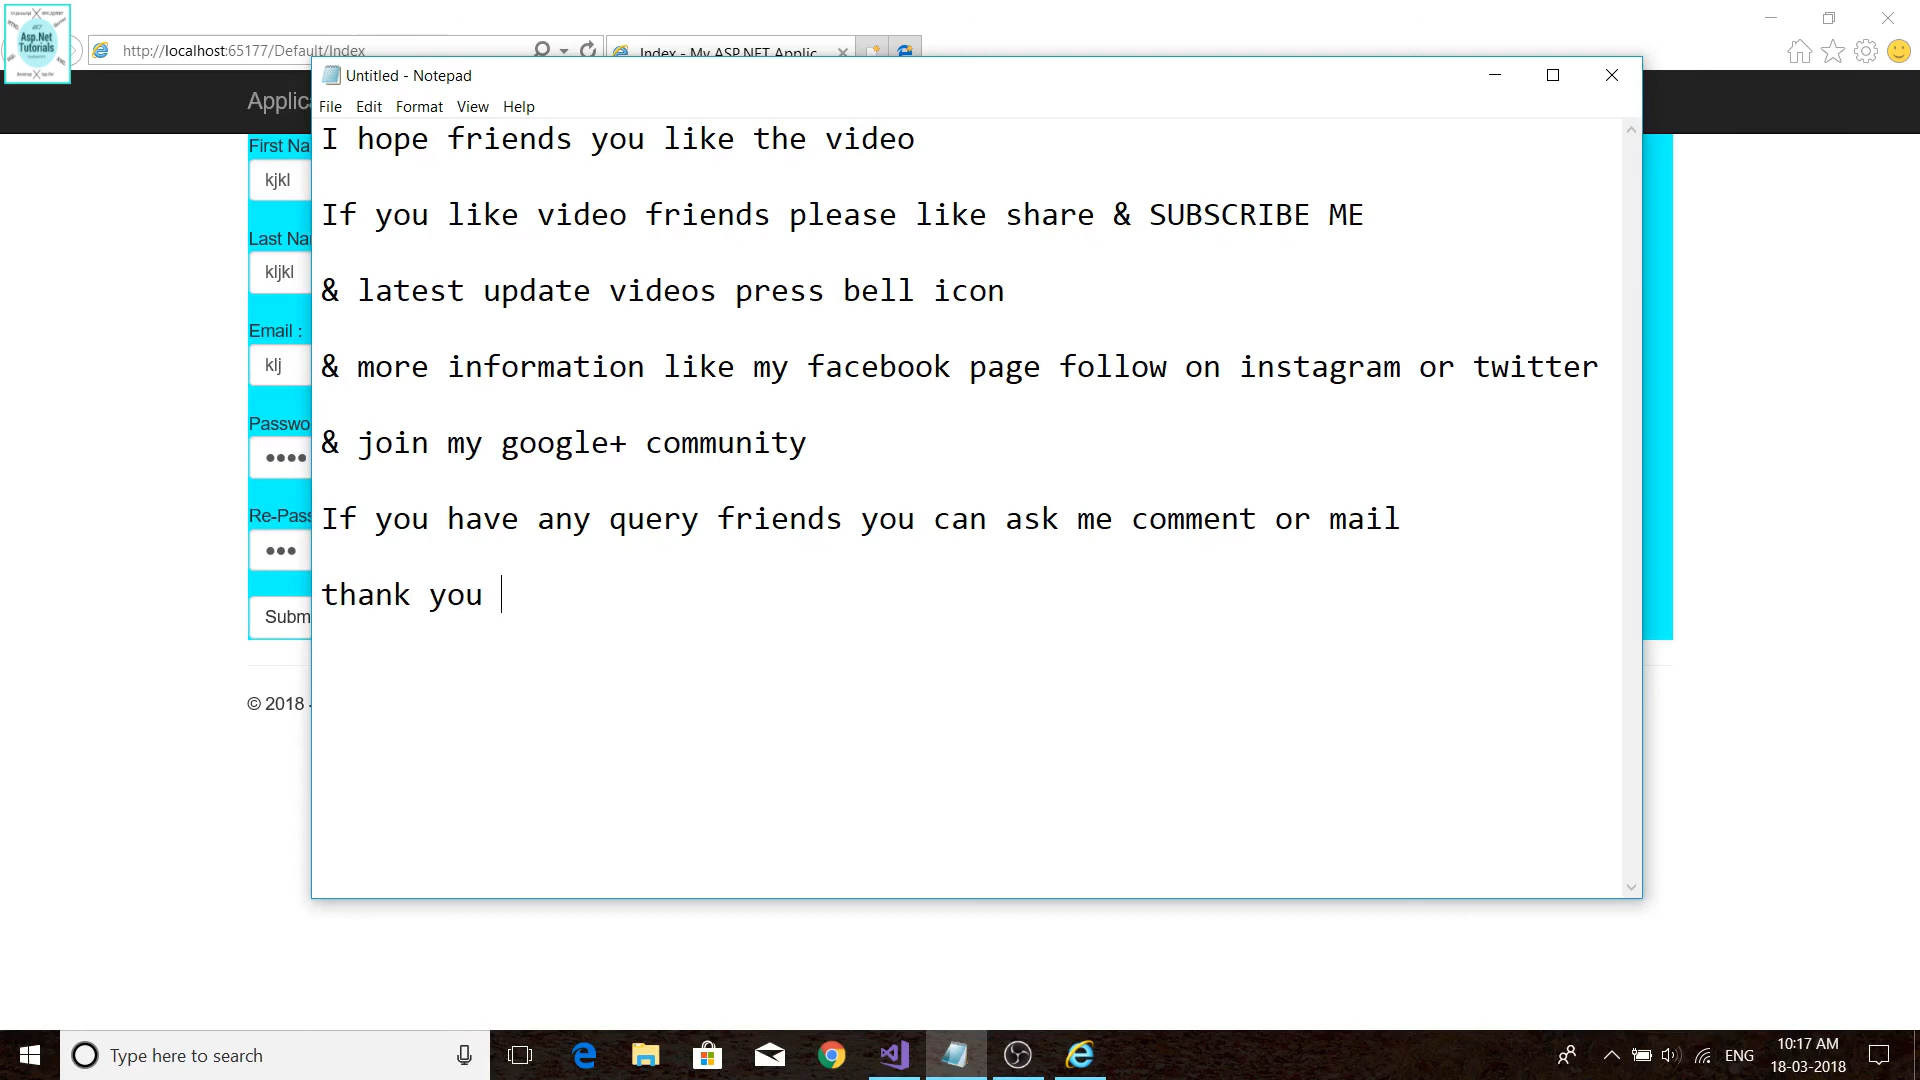 Asp.Net
Tutorials
http://localhost:65177/Default/Index
Index - My ASP.NET Applic...
Untitled - Notepad
File Edit Format View Help
I hope friends you like the video
If you like video friends please like share & SUBSCRIBE ME
& latest update videos press bell icon
& more information like my facebook page follow on instagram or twitter
& join my google+ community
If you have any query friends you can ask me comment or mail
thank you
Applica
First Na
kjkl
Last Na
kljkl
Email :
klj
Passwo
Re-Pass
Subm
© 2018 -
Type here to search
ENG
10:17 AM
18-03-2018